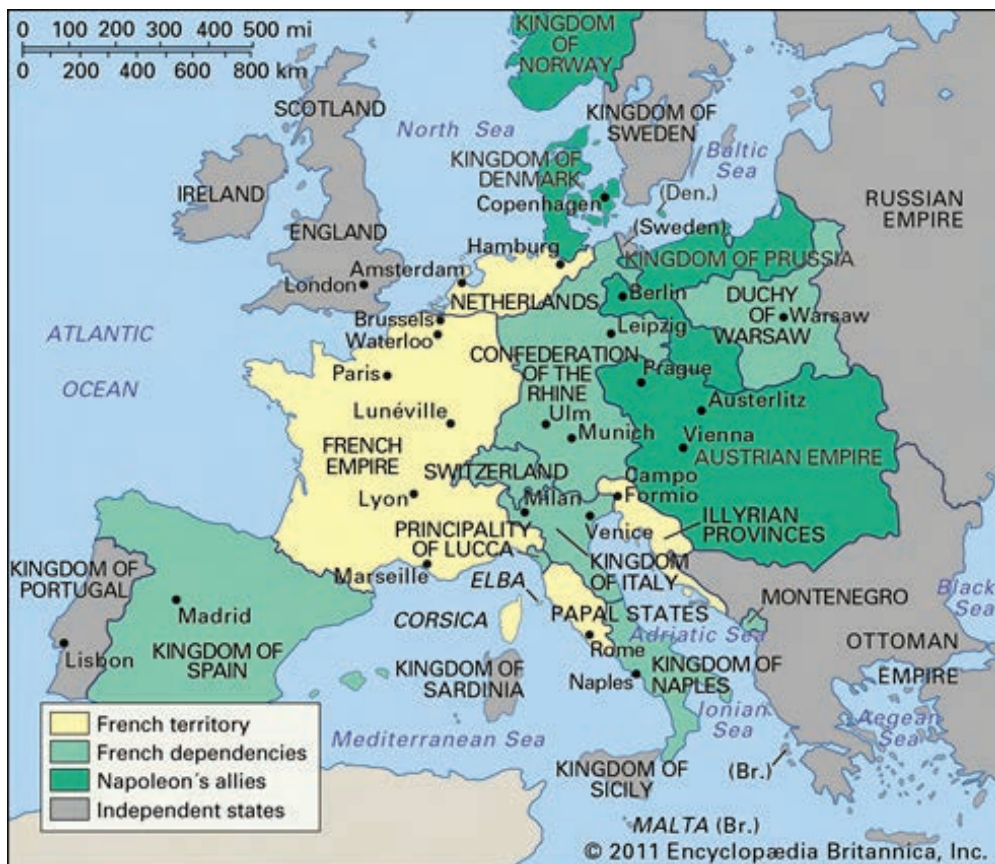 0 100 200 300 400 500 mi
0 200 400 600 800 km
KINGDOM
OF
NORWAY
SCOTLAND
North Sea
KINGDOM OF
SWEDEN
Baltic
Sea
KINGDOM OF
DENMARK
Copenhagen
(Den.)
IRELAND
RUSSIAN
EMPIRE
ENGLAND
Hamburg
(Sweden)
KINGDOM OF PRUSSIA
Amsterdam
London
NETHERLANDS
Berlin
DUCHY
OF
WARSAW
Warsaw
Brussels
Waterloo
Leipzig
ATLANTIC
OCEAN
CONFEDERATION
OF THE
RHINE
Paris
Prague
Austerlitz
Lunéville
Ulm
Munich
Vienna
AUSTRIAN EMPIRE
FRENCH
EMPIRE
SWITZERLAND
Campo
Formio
Lyon
Milan
Venice
ILLYRIAN
PROVINCES
PRINCIPALITY
OF LUCCA
KINGDOM
OF ITALY
KINGDOM OF
PORTUGAL
Marseille
ELBA
MONTENEGRO
Black
Sea
Madrid
CORSICA
PAPAL STATES
Adriatic Sea
Lisbon
KINGDOM OF
SPAIN
Rome
OTTOMAN
EMPIRE
KINGDOM OF
SARDINIA
Naples
KINGDOM OF
NAPLES
Ionian
Sea
Aegean
Sea
French territory
French dependencies
Napoleon's allies
Independent states
Mediterranean Sea
KINGDOM OF
SICILY
(Br.)
MALTA (Br.)
© 2011 Encyclopædia Britannica, Inc.